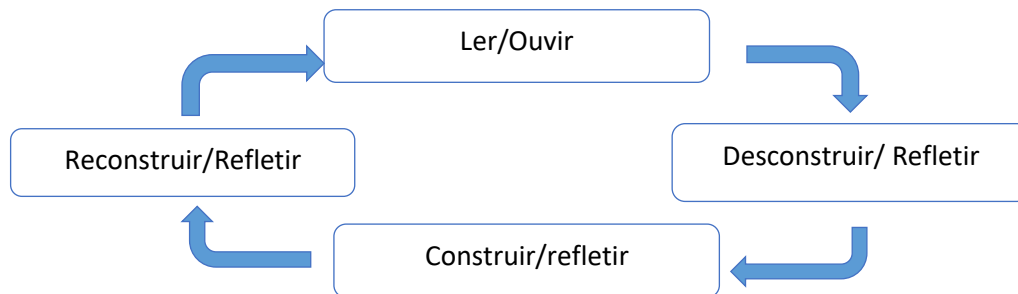 Ler/Ouvir
Desconstruir/ Refletir
Construir/refletir
Reconstruir/Refletir